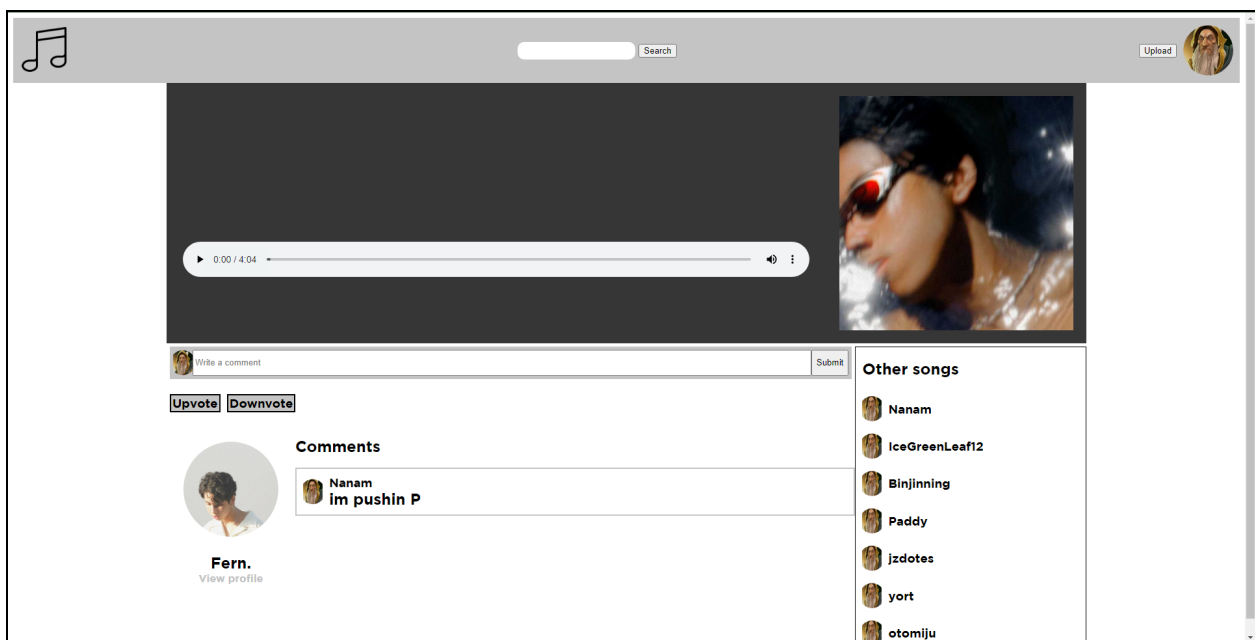 Search
Upload
0:00 / 4:04
Write a comment
Submit
Upvote
Downvote
Comments
Nanam
im pushin P
Fern.
View profile
Other songs
Nanam
IceGreenLeaf12
Binjinning
Paddy
jzdotes
yort
otomiju